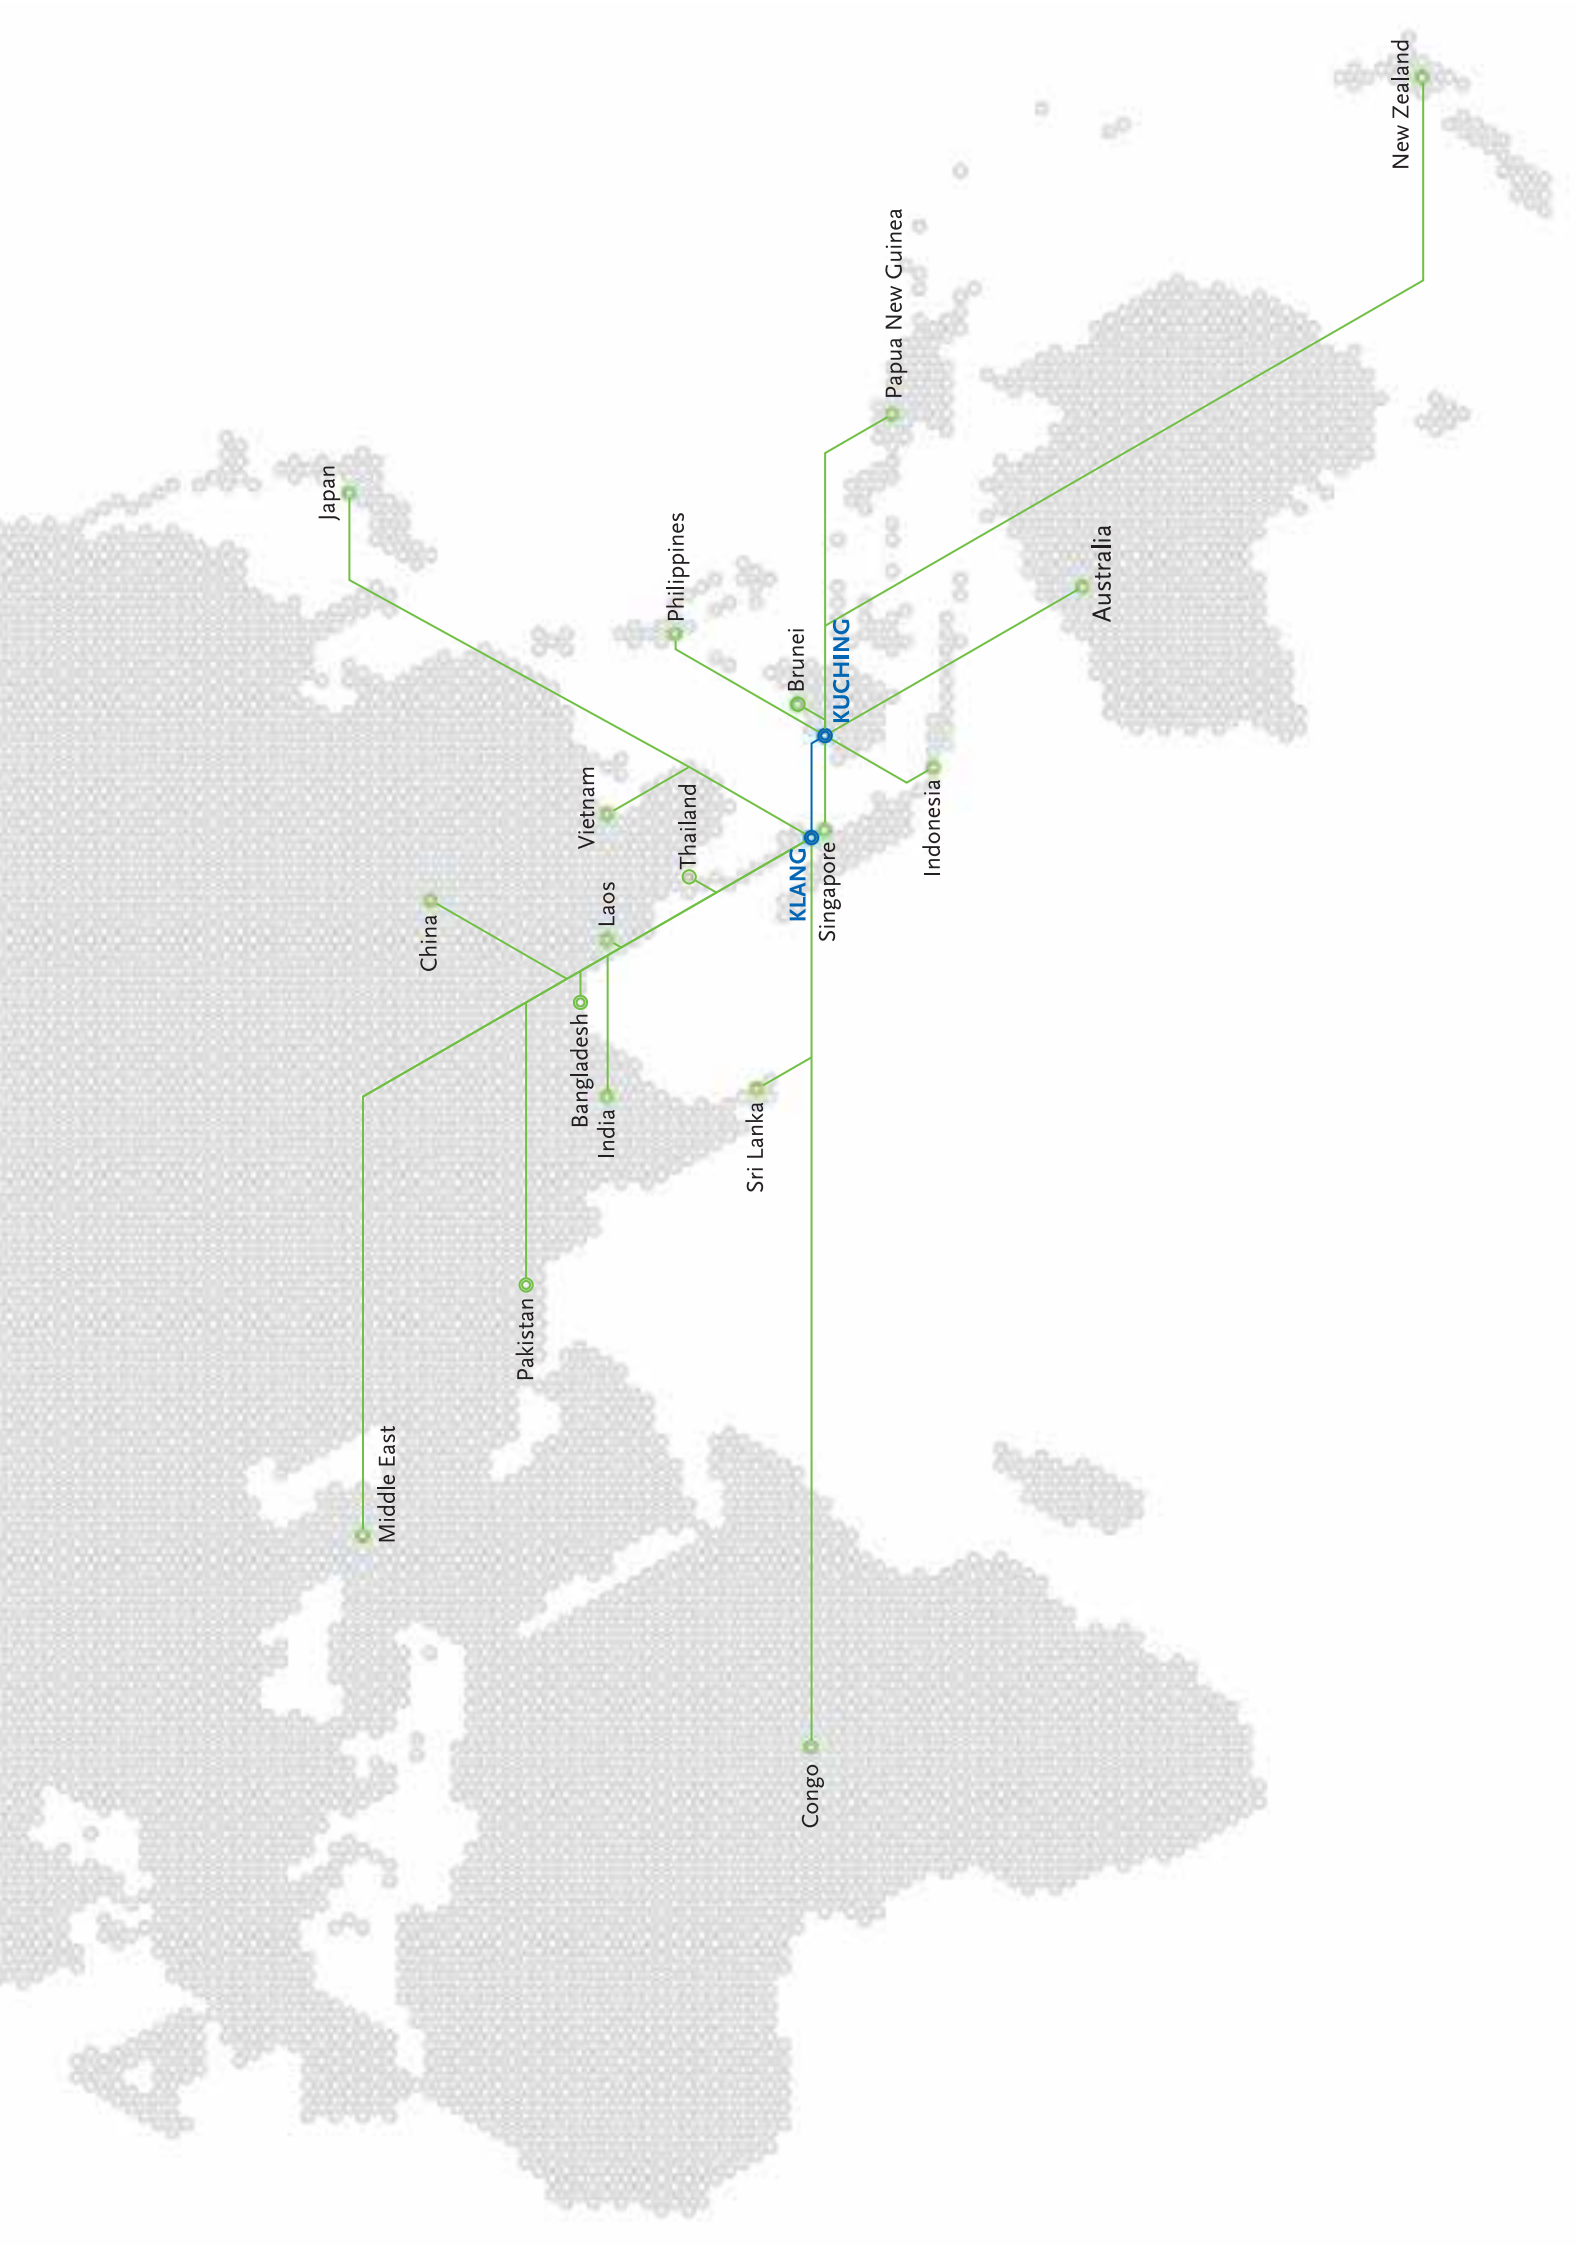 Japan
Middle East
China
Pakistan
Bangladesh
India
Laos
Vietnam
Thailand
Philippines
Sri Lanka
Brunei
KLANG
KUCHING
Singapore
Congo
Papua New Guinea
Indonesia
Australia
New Zealand